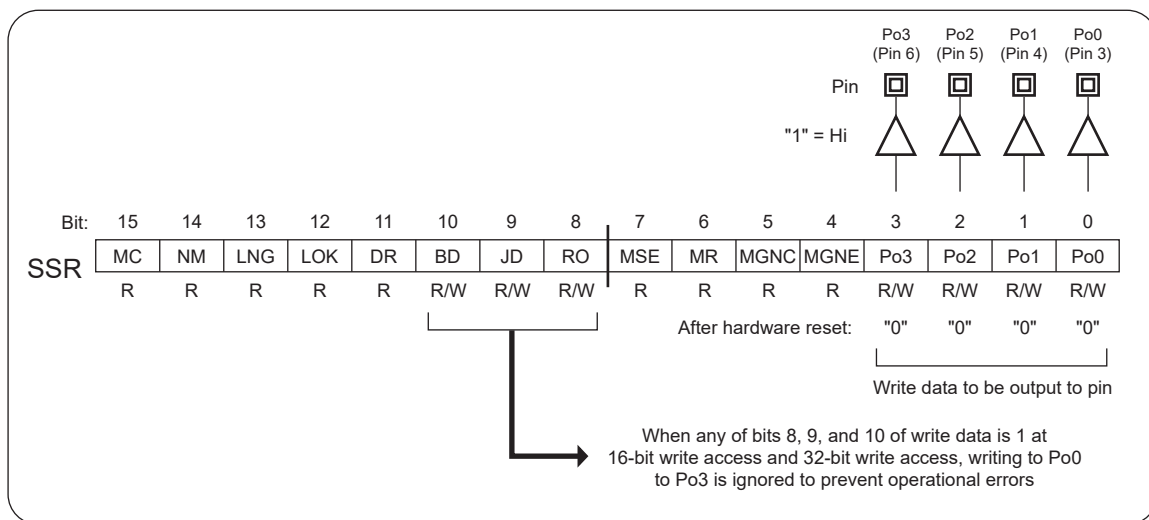 Po3 Po2 Po1 Po0
(Pin 6) (Pin 5) (Pin 4) (Pin 3)
Pin
"1" = Hi
Bit: 15 14 13 12 11 10 9 8 7 6 5 4 3 2 1 0
SSR MC NM LNG LOK DR BD JD RO MSE MR MGNC MGNE Po3 Po2 Po1 Po0
R R R R R R/W R/W R/W R R R R R/W R/W R/W R/W
After hardware reset: "0" "0" "0" "0"
Write data to be output to pin
When any of bits 8, 9, and 10 of write data is 1 at
16-bit write access and 32-bit write access, writing to Po0
to Po3 is ignored to prevent operational errors